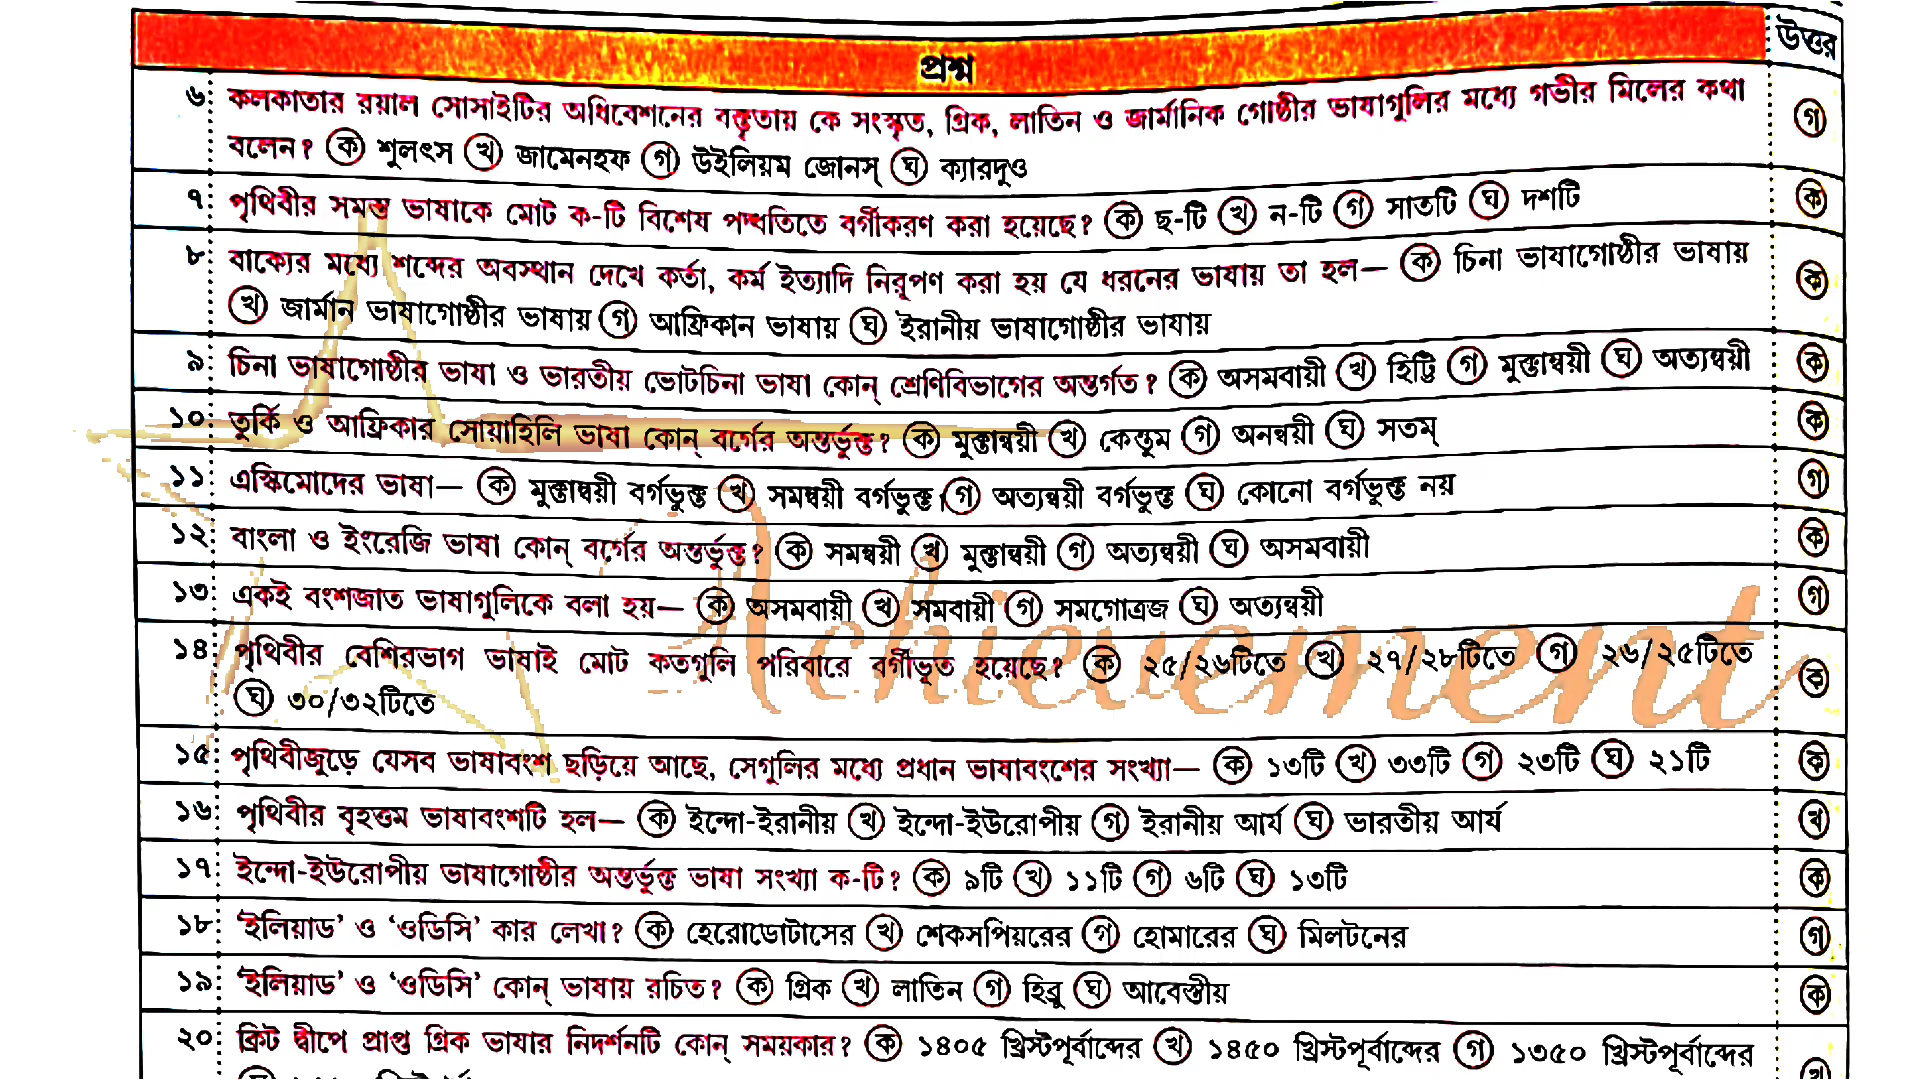 প্রশ্ন উত্তর
৬ কলকাতার রয়াল সোসাইটির অধিবেশনের বক্তৃতায় কে সংস্কৃত, গ্রিক, লাতিন ও জার্মানিক গোষ্ঠীর ভাষাগুলির মধ্যে গভীর মিলের কথা
বলেন? ক শুলৎস খ জামেনহফ গ উইলিয়ম জোনস্ ঘ ক্যারদুও গ
৭ পৃথিবীর সমস্ত ভাষাকে মোট ক-টি বিশেষ পদ্ধতিতে বর্গীকরণ করা হয়েছে? ক ছ-টি খ ন-টি গ সাতটি ঘ দশটি ক
৮ বাক্যের মধ্যে শব্দের অবস্থান দেখে কর্তা, কর্ম ইত্যাদি নিরূপণ করা হয় যে ধরনের ভাষায় তা হল— ক চিনা ভাষাগোষ্ঠীর ভাষায়
খ জার্মান ভাষাগোষ্ঠীর ভাষায় গ আফ্রিকান ভাষায় ঘ ইরানীয় ভাষাগোষ্ঠীর ভাষায় ক
৯ চিনা ভাষাগোষ্ঠীর ভাষা ও ভারতীয় ভোটচিনা ভাষা কোন্ শ্রেণিবিভাগের অন্তর্গত? ক অসমবায়ী খ হিট্টি গ মুক্তান্বয়ী ঘ অত্যন্বয়ী ক
১০ তুর্কি ও আফ্রিকার সোয়াহিলি ভাষা কোন্ বর্গের অন্তর্ভুক্ত? ক মুক্তান্বয়ী খ কেন্তুম গ অনন্বয়ী ঘ সতম্ ক
১১ এস্কিমোদের ভাষা— ক মুক্তান্বয়ী বর্গভুক্ত খ সমন্বয়ী বর্গভুক্ত গ অত্যন্বয়ী বর্গভুক্ত ঘ কোনো বর্গভুক্ত নয় গ
১২ বাংলা ও ইংরেজি ভাষা কোন্ বর্গের অন্তর্ভুক্ত? ক সমন্বয়ী খ মুক্তান্বয়ী গ অত্যন্বয়ী ঘ অসমবায়ী ক
১৩ একই বংশজাত ভাষাগুলিকে বলা হয়— ক অসমবায়ী খ সমবায়ী গ সমগোত্রজ ঘ অত্যন্বয়ী গ
Achievement
১৪ পৃথিবীর বেশিরভাগ ভাষাই মোট কতগুলি পরিবারে বর্গীভূত হয়েছে? ক ২৫/২৬টিতে খ ২৭/২৮টিতে গ ২৬/২৫টিতে
ঘ ৩০/৩২টিতে ক
১৫ পৃথিবীজুড়ে যেসব ভাষাবংশ ছড়িয়ে আছে, সেগুলির মধ্যে প্রধান ভাষাবংশের সংখ্যা— ক ১৩টি খ ৩৩টি গ ২৩টি ঘ ২১টি ক
১৬ পৃথিবীর বৃহত্তম ভাষাবংশটি হল— ক ইন্দো-ইরানীয় খ ইন্দো-ইউরোপীয় গ ইরানীয় আর্য ঘ ভারতীয় আর্য খ
১৭ ইন্দো-ইউরোপীয় ভাষাগোষ্ঠীর অন্তর্ভুক্ত ভাষা সংখ্যা ক-টি? ক ৯টি খ ১১টি গ ৬টি ঘ ১৩টি ক
১৮ ‘ইলিয়াড’ ও ‘ওডিসি’ কার লেখা? ক হেরোডোটাসের খ শেকসপিয়রের গ হোমারের ঘ মিলটনের গ
১৯ ‘ইলিয়াড’ ও ‘ওডিসি’ কোন্ ভাষায় রচিত? ক গ্রিক খ লাতিন গ হিব্রু ঘ আবেস্তীয় ক
২০ ক্রিট দ্বীপে প্রাপ্ত গ্রিক ভাষার নিদর্শনটি কোন্ সময়কার? ক ১৪০৫ খ্রিস্টপূর্বাব্দের খ ১৪৫০ খ্রিস্টপূর্বাব্দের গ ১৩৫০ খ্রিস্টপূর্বাব্দের